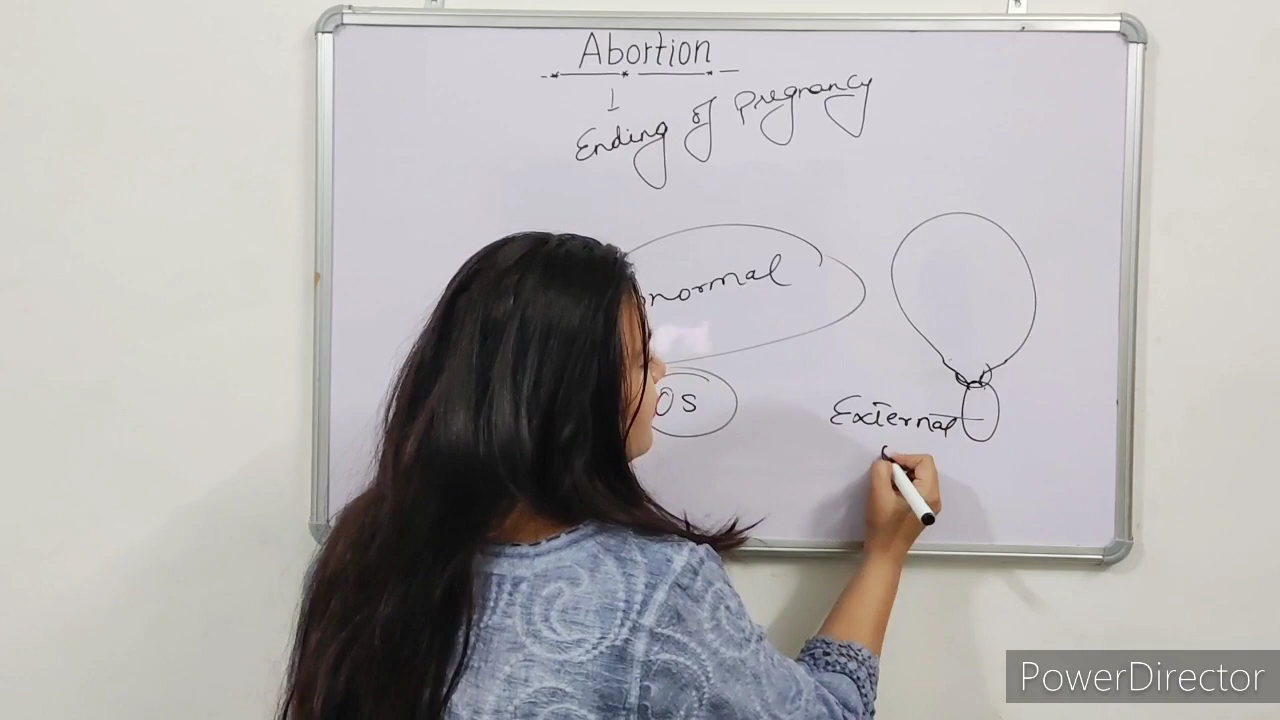 Abortion
Ending of Pregnancy
normal
OS
External
PowerDirector